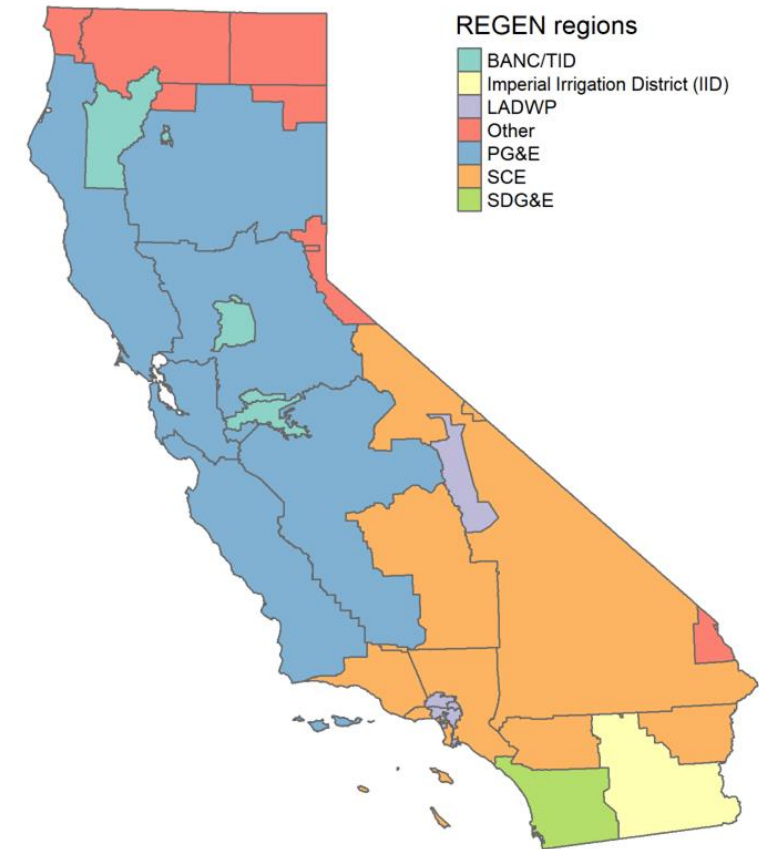 REGEN regions
BANC/TID
Imperial Irrigation District (IID)
LADWP
Other
PG&E
SCE
SDG&E